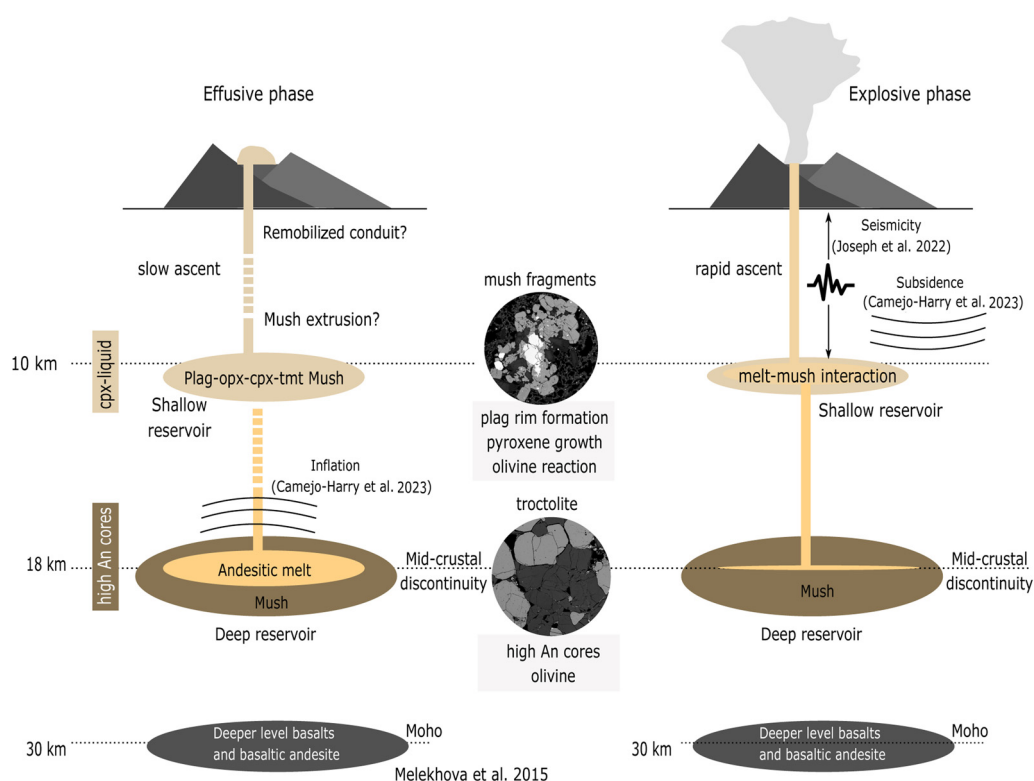 Effusive phase
Explosive phase
Remobilized conduit?
slow ascent
Mush extrusion?
10 km
cpx-liquid
Plag-opx-cpx-tmt Mush
Shallow
reservoir
Inflation
(Camejo-Harry et al. 2023)
high An cores
18 km
Andesitic melt
Mush
Deep reservoir
Mid-crustal
discontinuity
30 km
Deeper level basalts
and basaltic andesite
Moho
Melekhova et al. 2015
mush fragments
plag rim formation
pyroxene growth
olivine reaction
troctolite
high An cores
olivine
rapid ascent
Seismicity
(Joseph et al. 2022)
Subsidence
(Camejo-Harry et al. 2023)
melt-mush interaction
Shallow reservoir
Mush
Mid-crustal
discontinuity
Deep reservoir
30 km
Deeper level basalts
and basaltic andesite
Moho